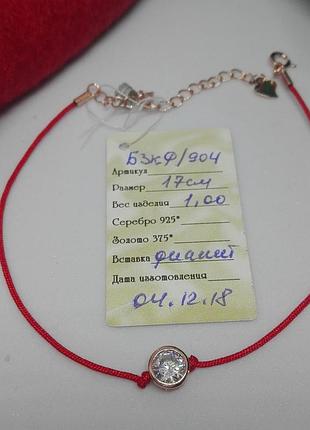 БЗКФ/904
Артикул
Размер 17см
Вес изделия 1,00
Серебро 925*
Золото 375*
Вставка фианит
Дата изготовления
04.12.18